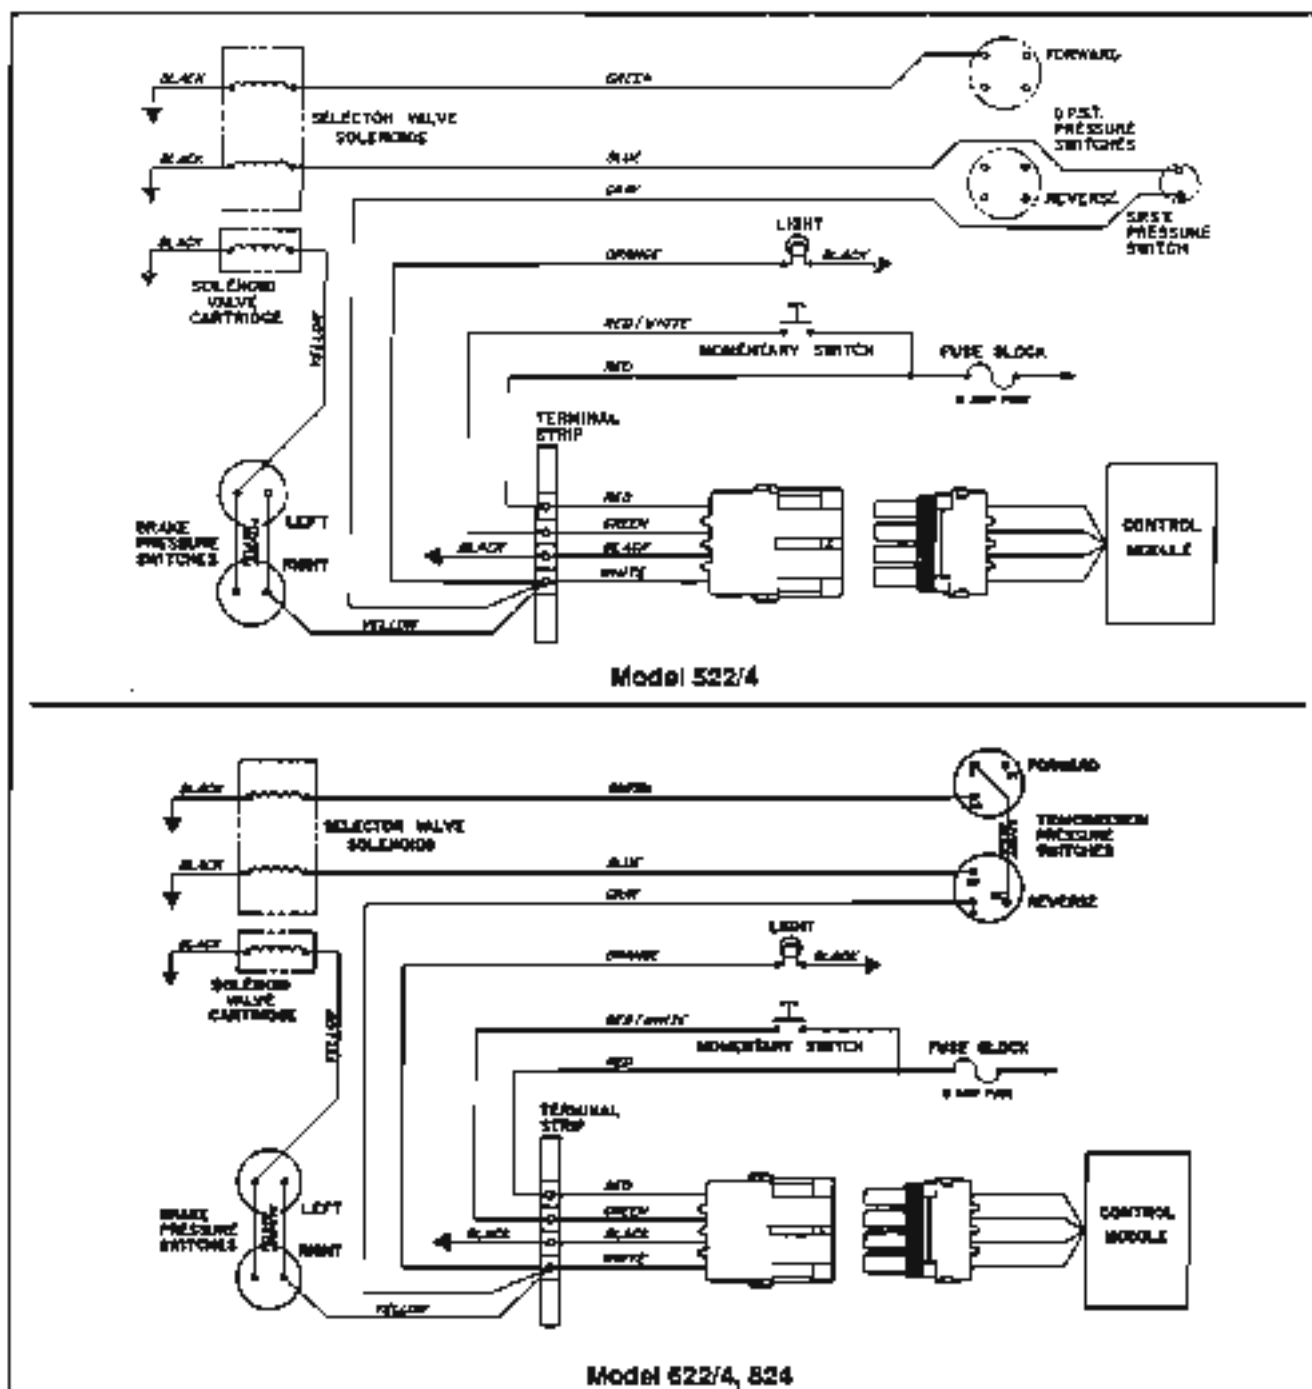 BLACK
GREEN
FORWARD
SELECTOR VALVE
SOLENOIDS
D.P.S.T.
PRESSURE
SWITCHES
BLACK
BLUE
GRAY
REVERSE
S.P.S.T.
PRESSURE
SWITCH
BLACK
LIGHT
ORANGE
BLACK
SOLENOID
VALVE
CARTRIDGE
YELLOW
RED/WHITE
MOMENTARY SWITCH
FUSE BLOCK
RED
TERMINAL
STRIP
RED
GREEN
BLACK
BLACK
WHITE
LEFT
BRAKE
PRESSURE
SWITCHES
RIGHT
YELLOW
CONTROL
MODULE
Model 522/4
BLACK
GREEN
FORWARD
SELECTOR VALVE
SOLENOIDS
TRANSMISSION
PRESSURE
SWITCHES
BLACK
BLUE
GRAY
REVERSE
BLACK
LIGHT
ORANGE
BLACK
SOLENOID
VALVE
CARTRIDGE
YELLOW
RED/WHITE
MOMENTARY SWITCH
FUSE BLOCK
RED
TERMINAL
STRIP
RED
GREEN
BLACK
BLACK
WHITE
LEFT
BRAKE
PRESSURE
SWITCHES
RIGHT
YELLOW
CONTROL
MODULE
Model 622/4, 824